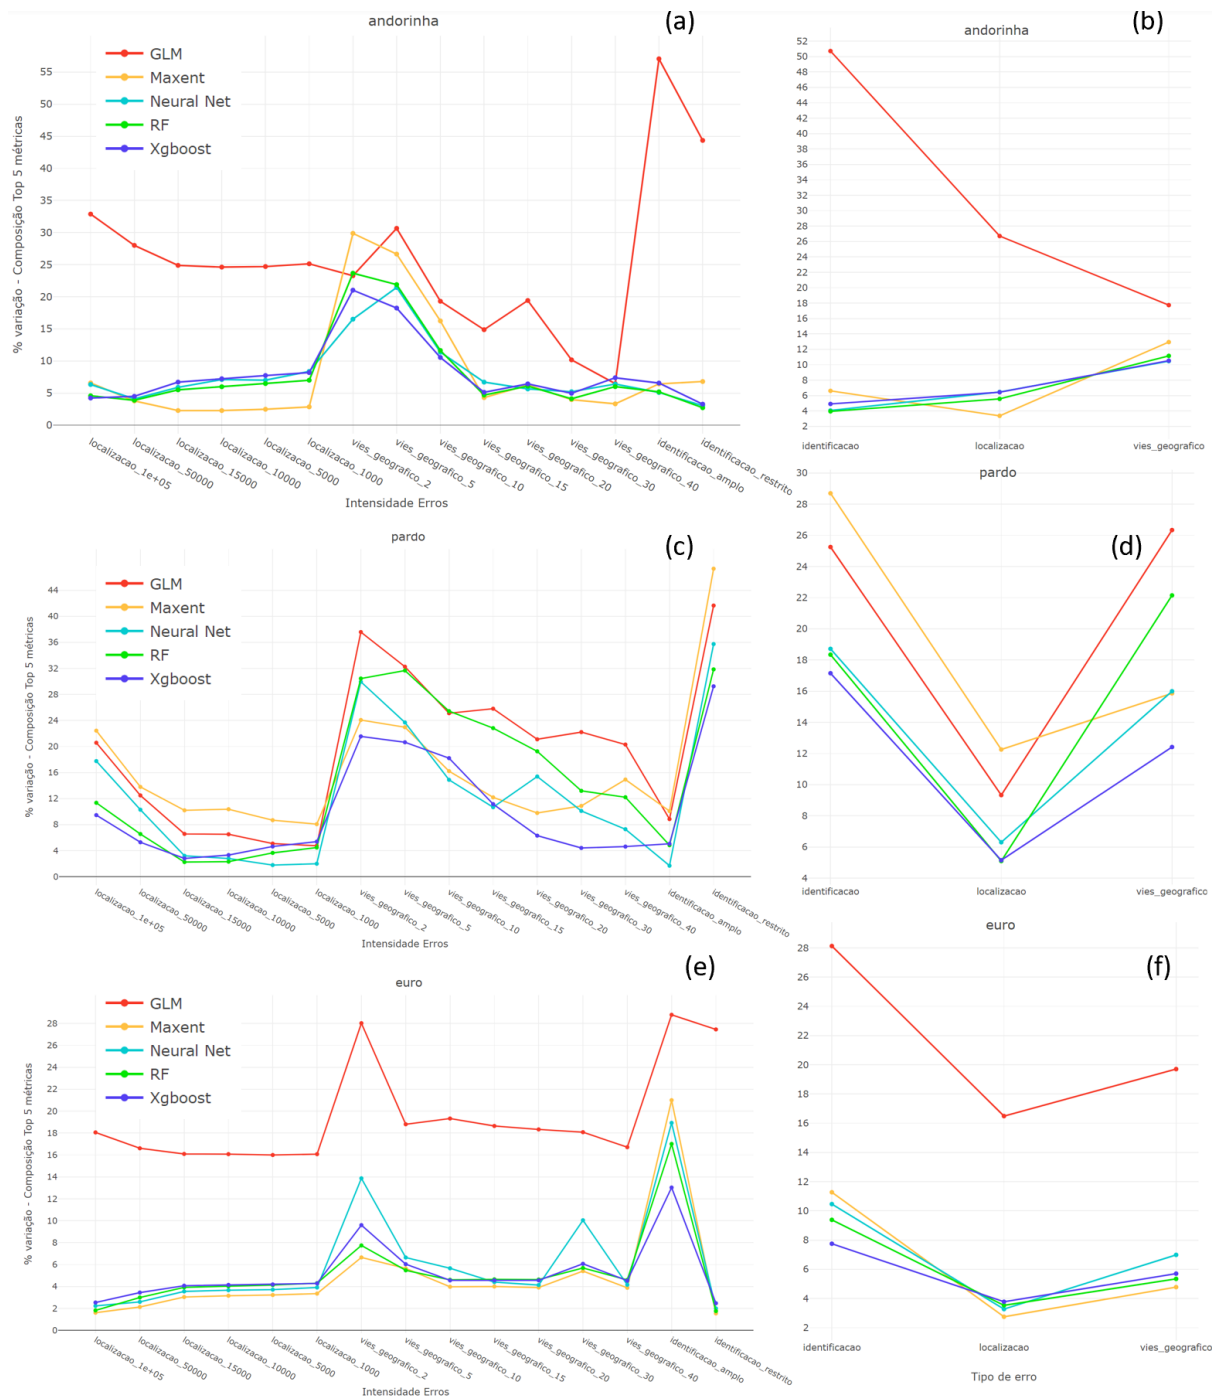 andorinha
(a)
GLM
Maxent
Neural Net
RF
Xgboost
% variação - Composição Top 5 métricas
55
50
45
40
35
30
25
20
15
10
5
0
localizacao_1e+05
localizacao_50000
localizacao_15000
localizacao_10000
localizacao_5000
localizacao_1000
vies_geografico_2
vies_geografico_5
vies_geografico_10
vies_geografico_15
vies_geografico_20
vies_geografico_30
vies_geografico_40
identificacao_amplo
identificacao_restrito
Intensidade Erros
(b)
andorinha
52
50
48
46
44
42
40
38
36
34
32
30
28
26
24
22
20
18
16
14
12
10
8
6
4
2
identificacao
localizacao
vies_geografico
pardo
(c)
GLM
Maxent
Neural Net
RF
Xgboost
% variação - Composição Top 5 métricas
44
40
36
32
28
24
20
16
12
8
4
0
localizacao_1e+05
localizacao_50000
localizacao_15000
localizacao_10000
localizacao_5000
localizacao_1000
vies_geografico_2
vies_geografico_5
vies_geografico_10
vies_geografico_15
vies_geografico_20
vies_geografico_30
vies_geografico_40
identificacao_amplo
identificacao_restrito
Intensidade Erros
pardo
(d)
30
28
26
24
22
20
18
16
14
12
10
8
6
4
identificacao
localizacao
vies_geografico
euro
(e)
GLM
Maxent
Neural Net
RF
Xgboost
% variação - Composição Top 5 métricas
28
26
24
22
20
18
16
14
12
10
8
6
4
2
0
localizacao_1e+05
localizacao_50000
localizacao_15000
localizacao_10000
localizacao_5000
localizacao_1000
vies_geografico_2
vies_geografico_5
vies_geografico_10
vies_geografico_15
vies_geografico_20
vies_geografico_30
vies_geografico_40
identificacao_amplo
identificacao_restrito
Intensidade Erros
euro
(f)
28
26
24
22
20
18
16
14
12
10
8
6
4
2
identificacao
localizacao
vies_geografico
Tipo de erro